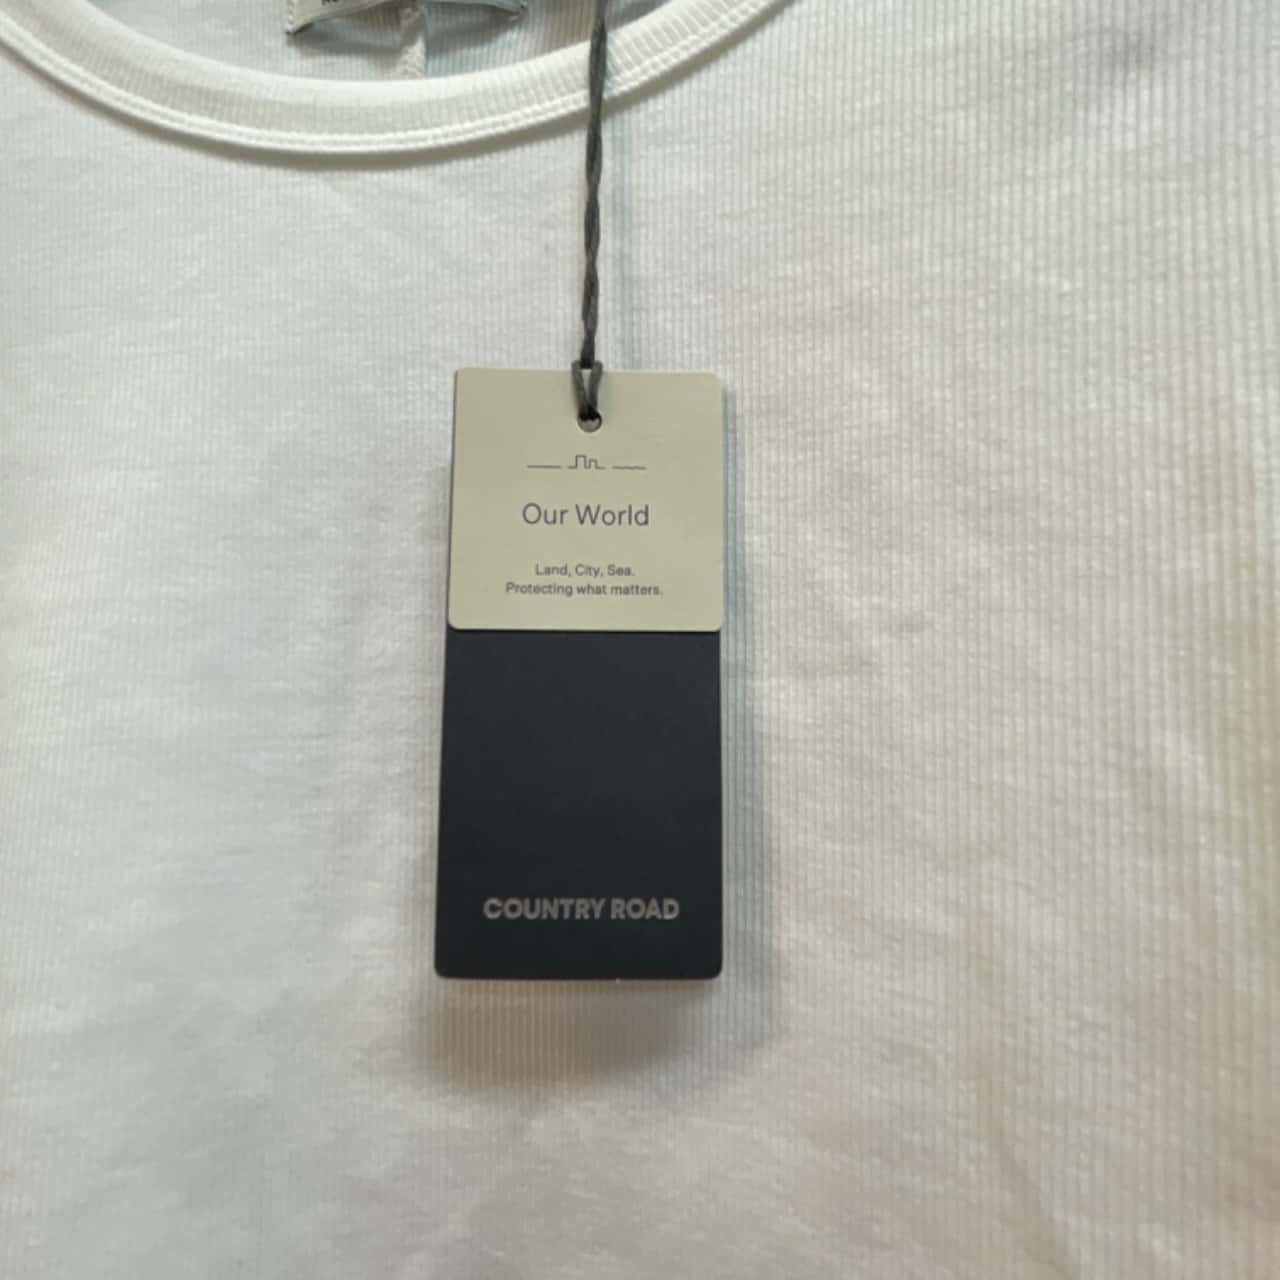 Our World
Land, City, Sea.
Protecting what matters.
COUNTRY ROAD